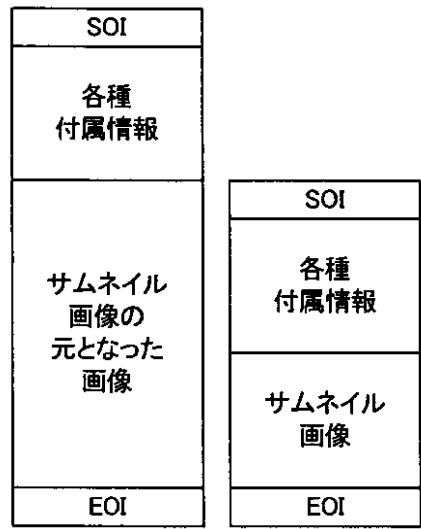 SOI
各種
付属情報
サムネイル
画像の
元となった
画像
EOI
SOI
各種
付属情報
サムネイル
画像
EOI